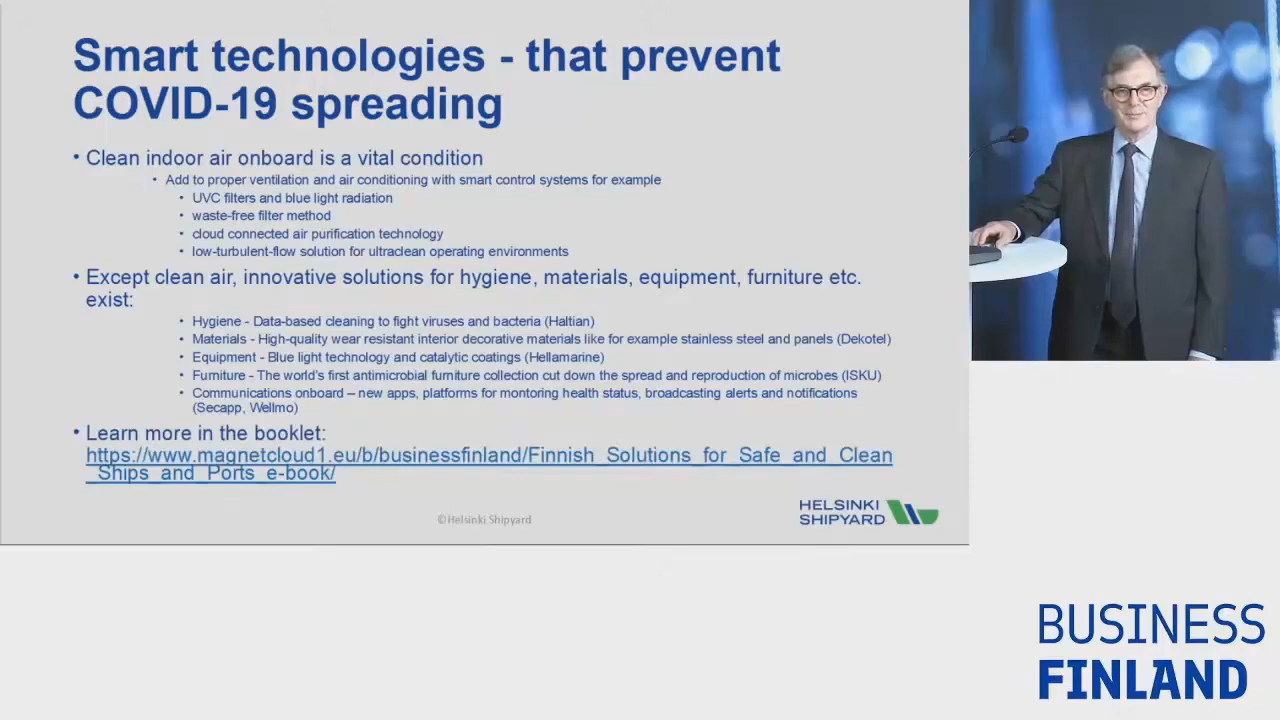 Smart technologies - that prevent
COVID-19 spreading
• Clean indoor air onboard is a vital condition
• Add to proper ventilation and air conditioning with smart control systems for example
• UVC filters and blue light radiation
• waste-free filter method
• cloud connected air purification technology
• low-turbulent-flow solution for ultraclean operating environments
• Except clean air, innovative solutions for hygiene, materials, equipment, furniture etc.
exist:
• Hygiene - Data-based cleaning to fight viruses and bacteria (Haltian)
• Materials - High-quality wear resistant interior decorative materials like for example stainless steel and panels (Dekotel)
• Equipment - Blue light technology and catalytic coatings (Hellamarine)
• Furniture - The world's first antimicrobial furniture collection cut down the spread and reproduction of microbes (ISKU)
• Communications onboard – new apps, platforms for montoring health status, broadcasting alerts and notifications
(Secapp, Wellmo)
• Learn more in the booklet:
https://www.magnetcloud1.eu/b/businessfinland/Finnish_Solutions_for_Safe_and_Clean
_Ships_and_Ports_e-book/
©Helsinki Shipyard
HELSINKI
SHIPYARD
BUSINESS
FINLAND